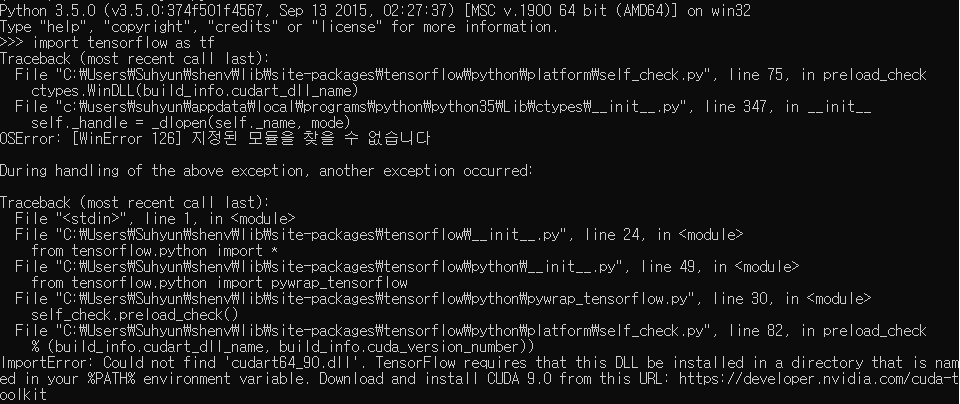 Python 3.5.0 (v3.5.0:374f501f4567, Sep 13 2015, 02:27:37) [MSC v.1900 64 bit (AMD64)] on win32
Type "help", "copyright", "credits" or "license" for more information.
>>> import tensorflow as tf
Traceback (most recent call last):
  File "C:₩Users₩Suhyun₩shenv₩lib₩site-packages₩tensorflow₩python₩platform₩self_check.py", line 75, in preload_check
    ctypes.WinDLL(build_info.cudart_dll_name)
  File "c:₩users₩suhyun₩appdata₩local₩programs₩python₩python35₩Lib₩ctypes₩__init__.py", line 347, in __init__
    self._handle = _dlopen(self._name, mode)
OSError: [WinError 126] 지정된 모듈을 찾을 수 없습니다

During handling of the above exception, another exception occurred:

Traceback (most recent call last):
  File "<stdin>", line 1, in <module>
  File "C:₩Users₩Suhyun₩shenv₩lib₩site-packages₩tensorflow₩__init__.py", line 24, in <module>
    from tensorflow.python import *
  File "C:₩Users₩Suhyun₩shenv₩lib₩site-packages₩tensorflow₩python₩__init__.py", line 49, in <module>
    from tensorflow.python import pywrap_tensorflow
  File "C:₩Users₩Suhyun₩shenv₩lib₩site-packages₩tensorflow₩python₩pywrap_tensorflow.py", line 30, in <module>
    self_check.preload_check()
  File "C:₩Users₩Suhyun₩shenv₩lib₩site-packages₩tensorflow₩python₩platform₩self_check.py", line 82, in preload_check
    % (build_info.cudart_dll_name, build_info.cuda_version_number))
ImportError: Could not find 'cudart64_90.dll'. TensorFlow requires that this DLL be installed in a directory that is nam
ed in your %PATH% environment variable. Download and install CUDA 9.0 from this URL: https://developer.nvidia.com/cuda-t
oolkit